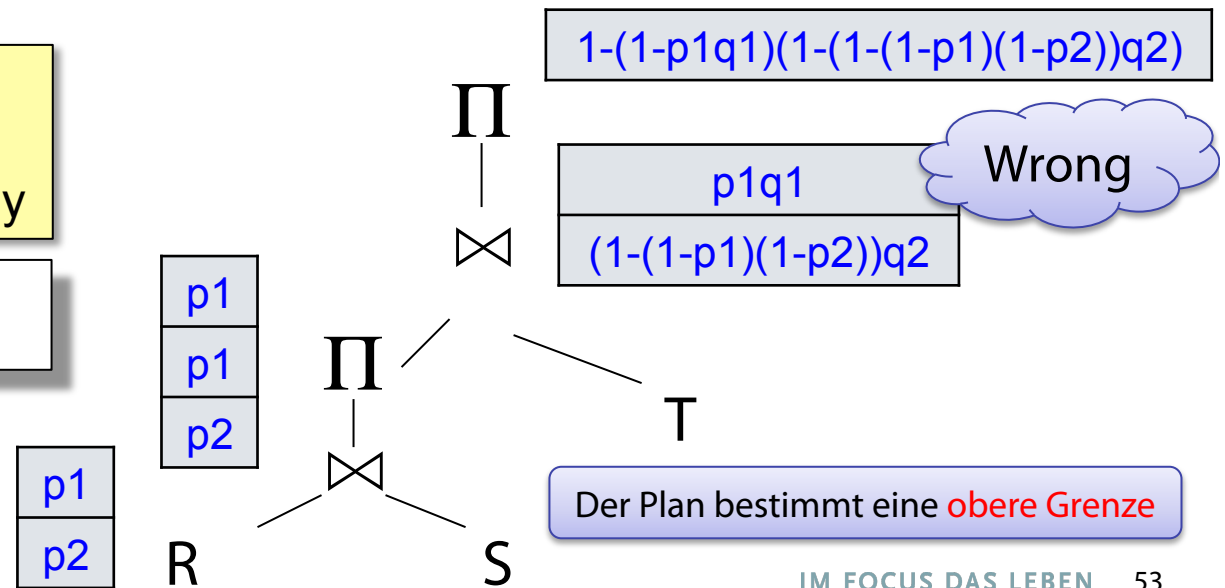 1-(1-p1q1)(1-(1-(1-p1)(1-p2))q2)
Π
Wrong
p1q1
y
⋈
(1-(1-p1)(1-p2))q2
p1
p1
Π
p2
T
⋈
p1
Der Plan bestimmt eine obere Grenze
p2
R
S
IM FOCUS DAS LEBEN 53